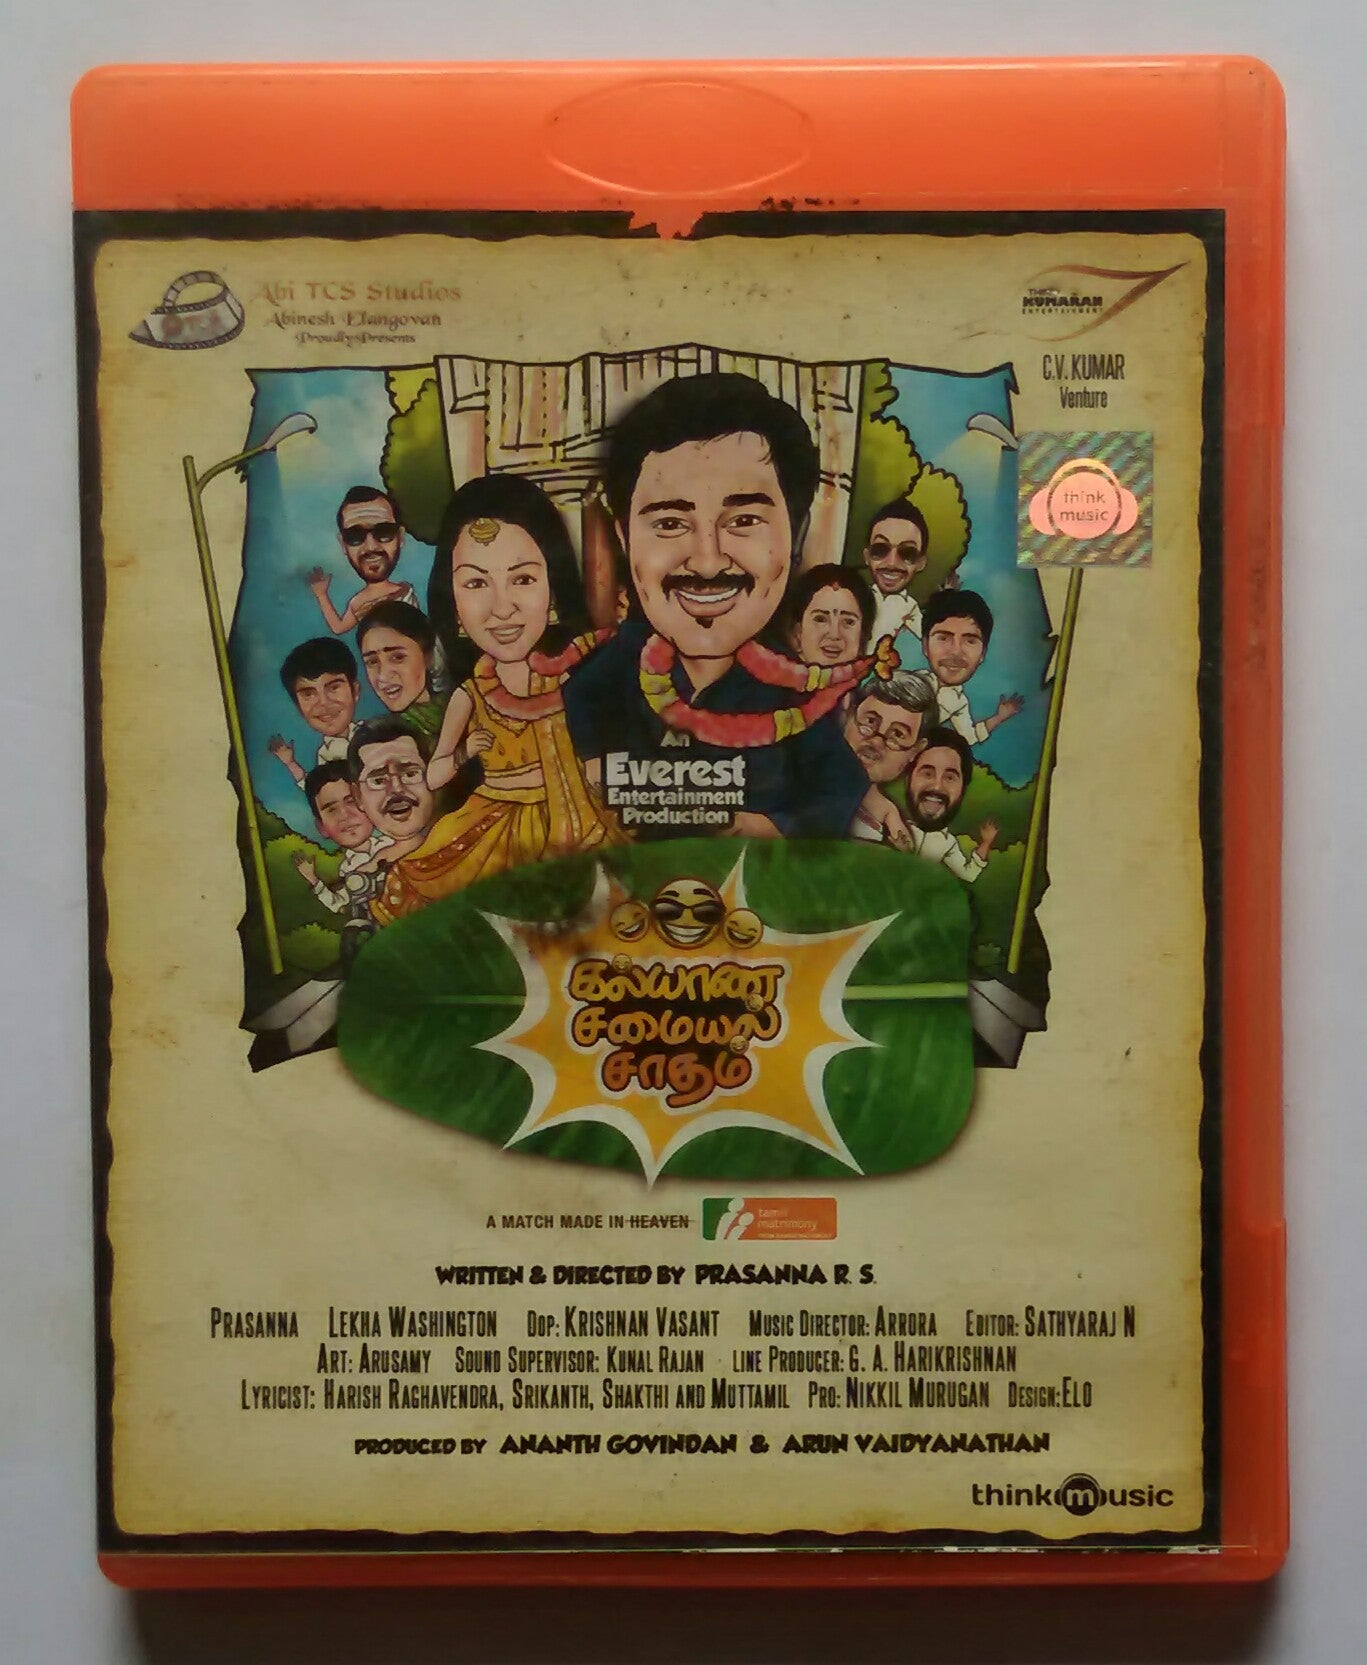 Abi TCS Studios
Abinesh Elangovan
Proudly Presents
THIRU
KUMARAN
ENTERTAINMENT
C.V. KUMAR
Venture
think
music
An
Everest
Entertainment
Production
கல்யாண
சமையல்
சாதம்
A MATCH MADE IN HEAVEN
tamil
matrimony
WRITTEN & DIRECTED BY PRASANNA R. S.
PRASANNA LEKHA WASHINGTON DOP: KRISHNAN VASANT MUSIC DIRECTOR: ARRORA EDITOR: SATHYARAJ N
ART: ARUSAMY SOUND SUPERVISOR: KUNAL RAJAN LINE PRODUCER: G. A. HARIKRISHNAN
LYRICIST: HARISH RAGHAVENDRA, SRIKANTH, SHAKTHI AND MUTTAMIL PRO: NIKKIL MURUGAN DESIGN: ELO
PRODUCED BY ANANTH GOVINDAN & ARUN VAIDYANATHAN
thinkmusic